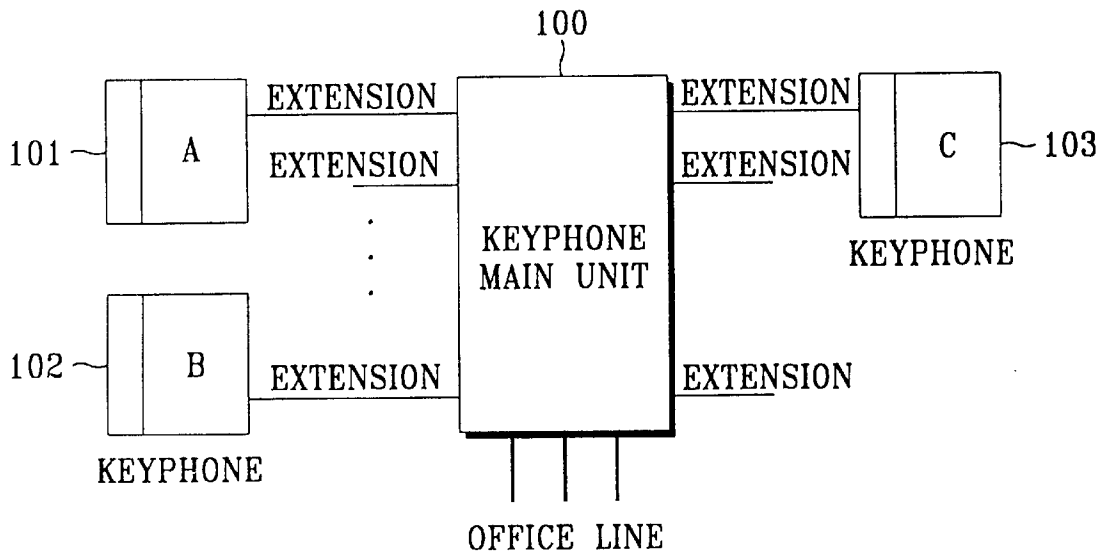 100
EXTENSION
EXTENSION
101
A
C
103
EXTENSION
EXTENSION
KEYPHONE
MAIN UNIT
KEYPHONE
102
B
EXTENSION
EXTENSION
KEYPHONE
OFFICE LINE